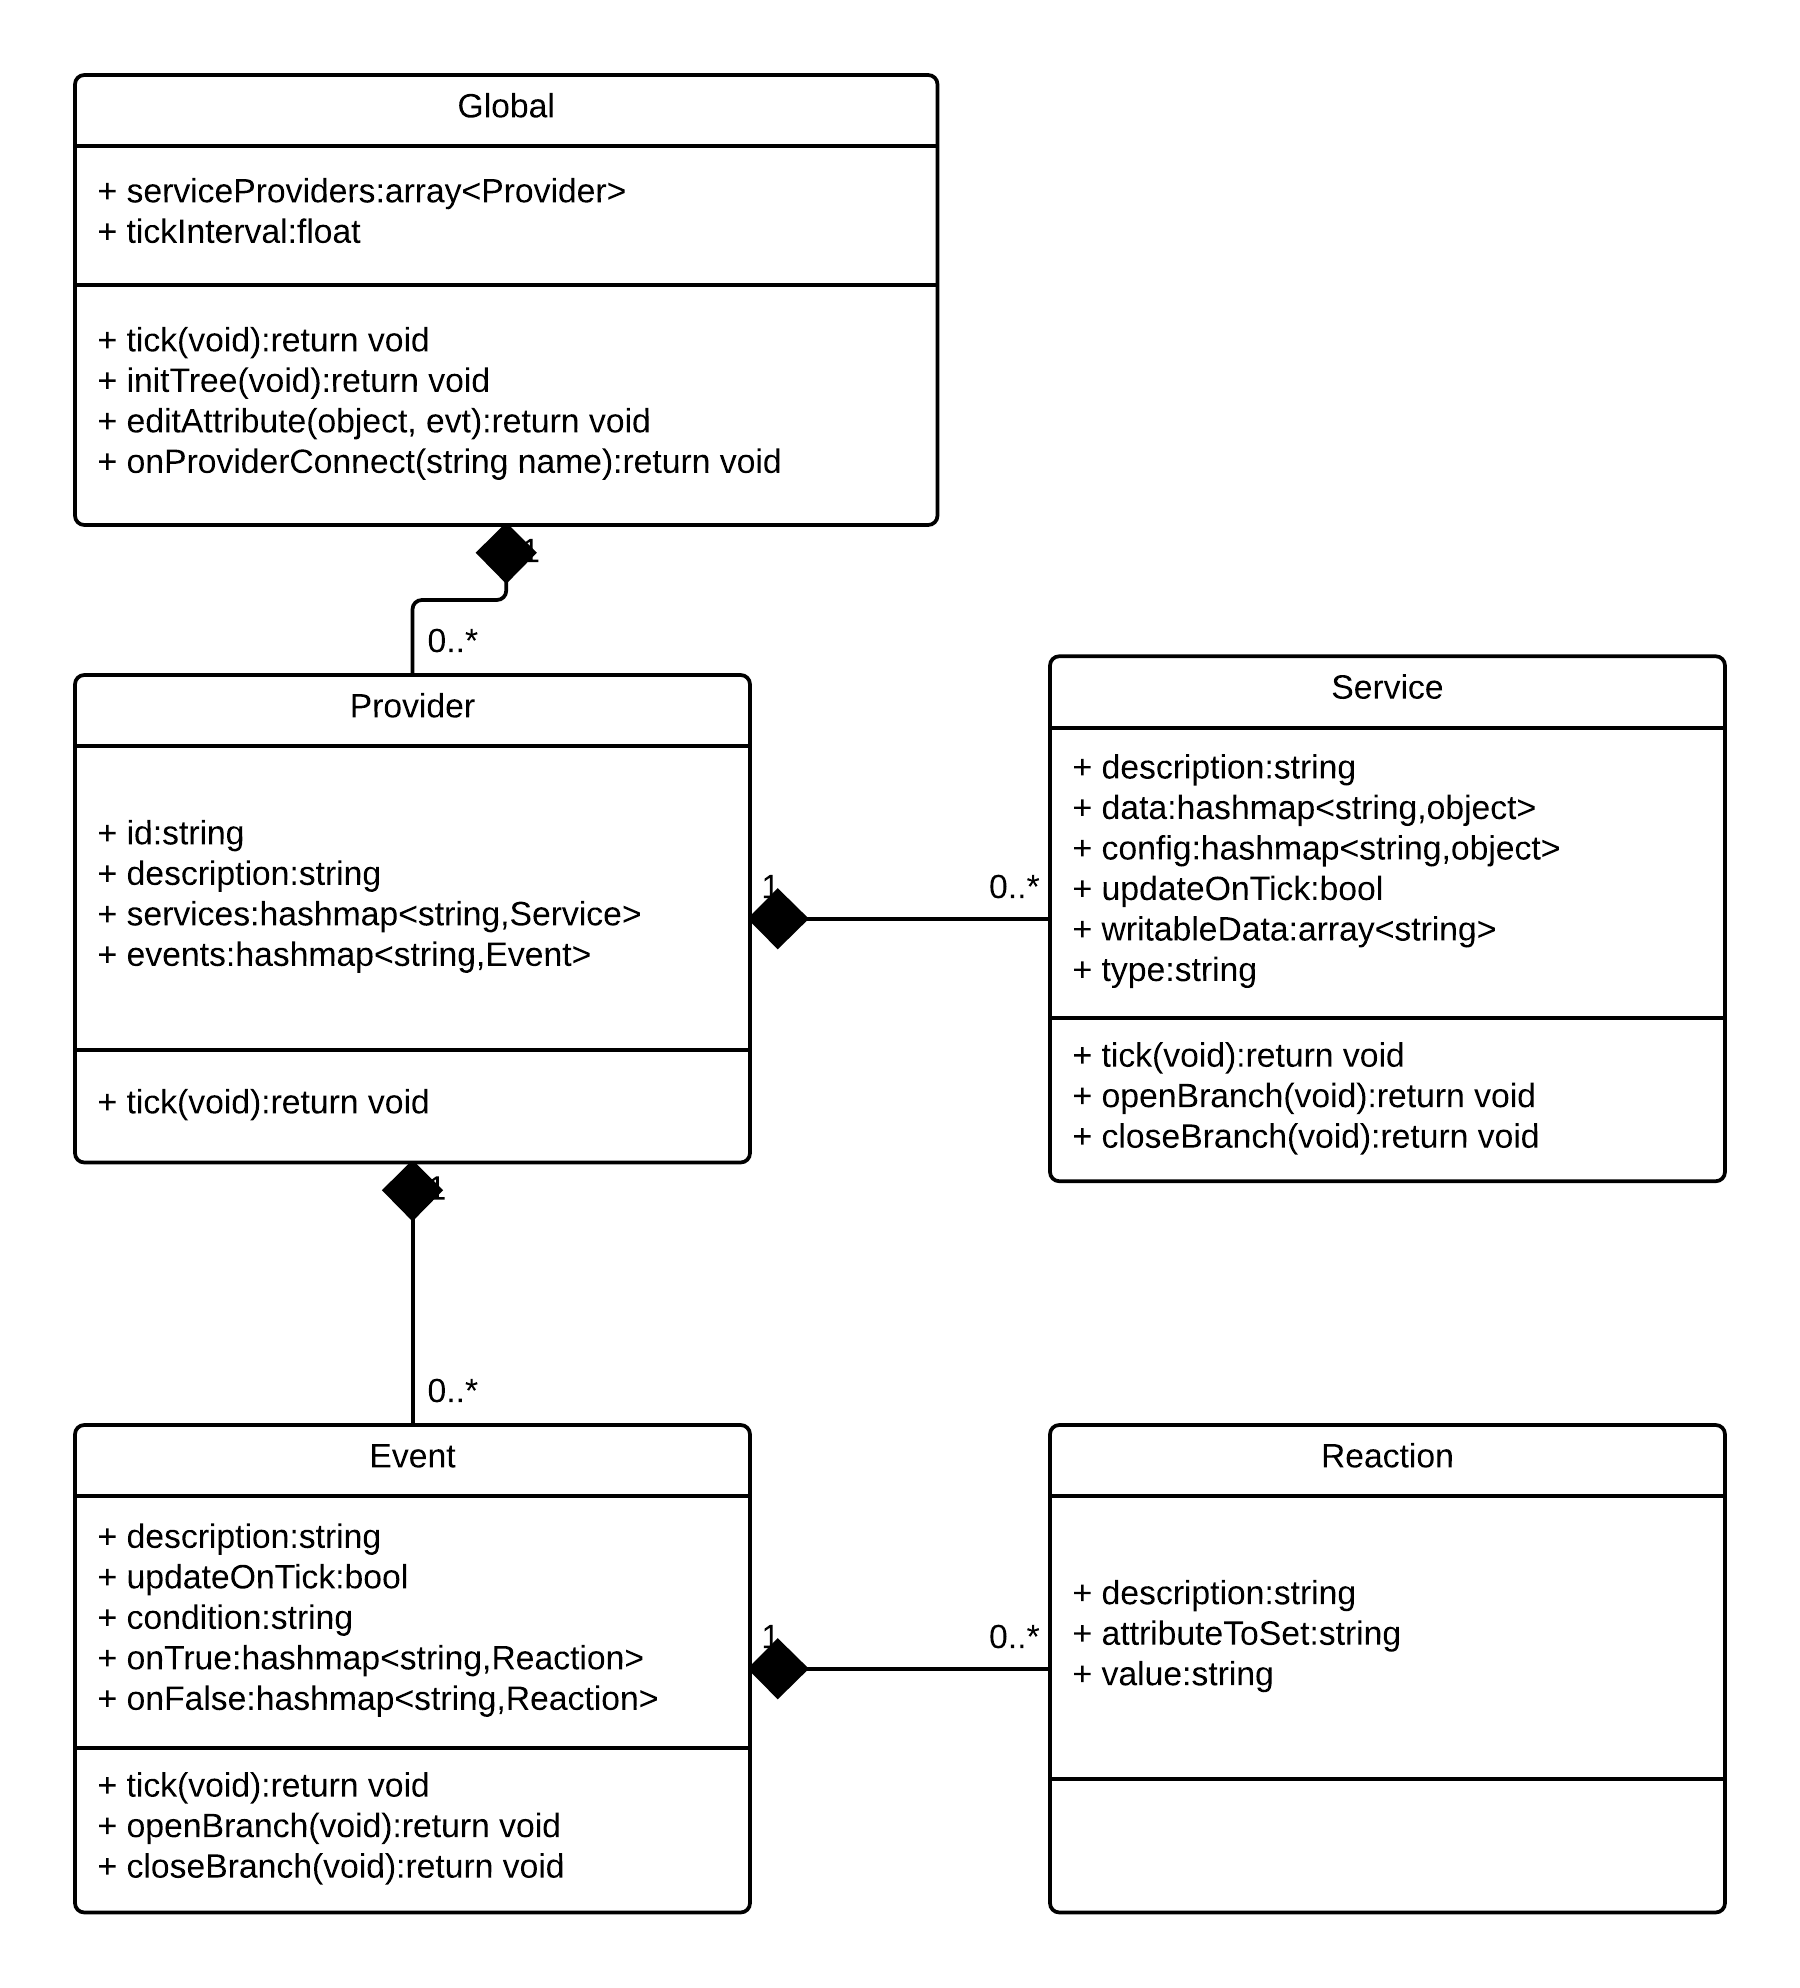 Global
+ serviceProviders:array<Provider>
+ tickInterval:float
+ tick(void):return void
+ initTree(void):return void
+ editAttribute(object, evt):return void
+ onProviderConnect(string name):return void
1
0..*
Provider
+ id:string
+ description:string
+ services:hashmap<string,Service>
+ events:hashmap<string,Event>
+ tick(void):return void
1
0..*
Service
+ description:string
+ data:hashmap<string,object>
+ config:hashmap<string,object>
+ updateOnTick:bool
+ writableData:array<string>
+ type:string
+ tick(void):return void
+ openBranch(void):return void
+ closeBranch(void):return void
1
0..*
Event
+ description:string
+ updateOnTick:bool
+ condition:string
+ onTrue:hashmap<string,Reaction>
+ onFalse:hashmap<string,Reaction>
+ tick(void):return void
+ openBranch(void):return void
+ closeBranch(void):return void
1
0..*
Reaction
+ description:string
+ attributeToSet:string
+ value:string